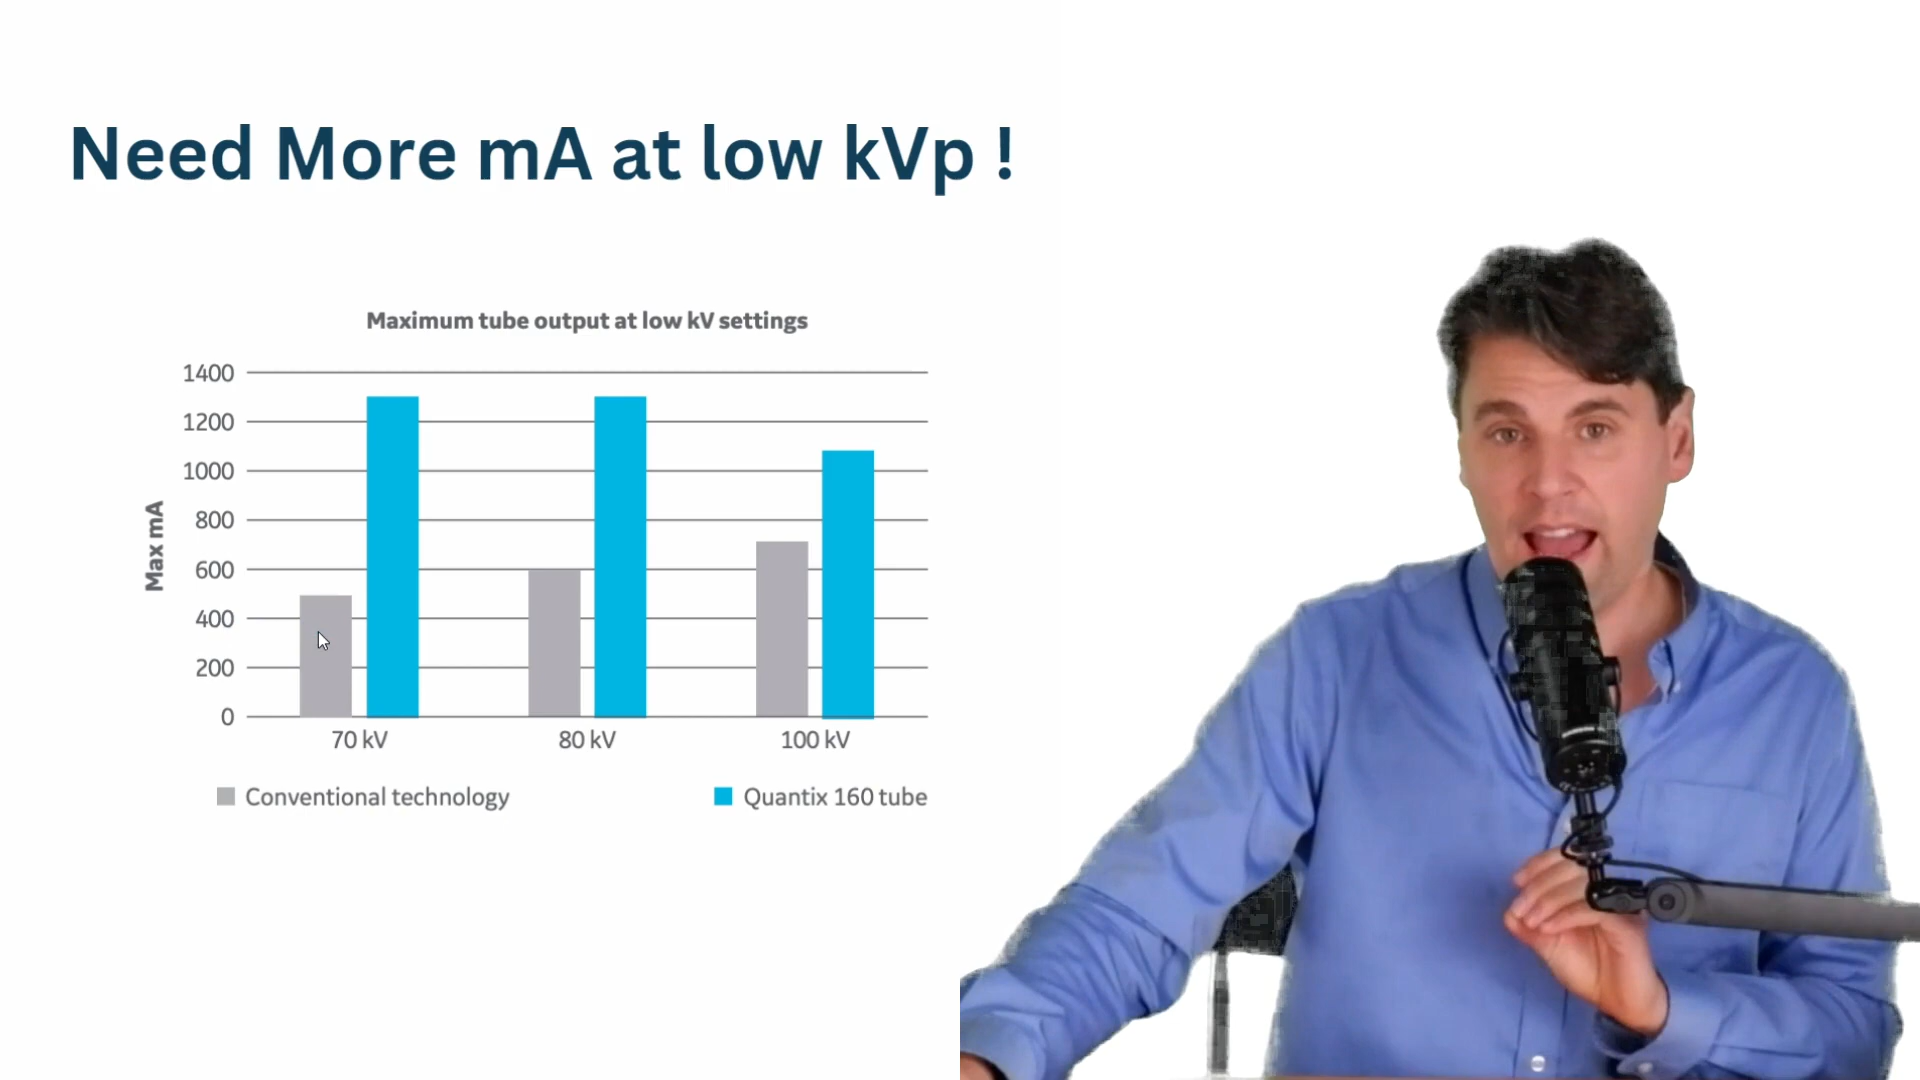 Need More mA at low kVp !
Maximum tube output at low kV settings
Max mA
1400
1200
1000
800
600
400
200
0
70 kV
80 kV
100 kV
Conventional technology
Quantix 160 tube